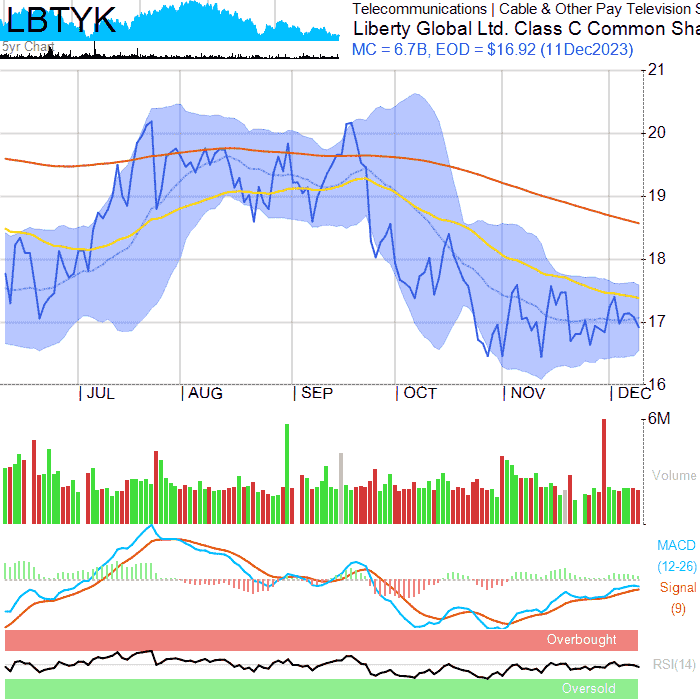 LBTYK
5yr Chart
Telecommunications | Cable & Other Pay Television S
Liberty Global Ltd. Class C Common Sha
MC = 6.7B, EOD = $16.92 (11Dec2023)
21
20
19
18
17
16
| JUL | AUG | SEP | OCT | NOV | DEC
6M
Volume
MACD
(12-26)
Signal
(9)
Overbought
RSI(14)
Oversold